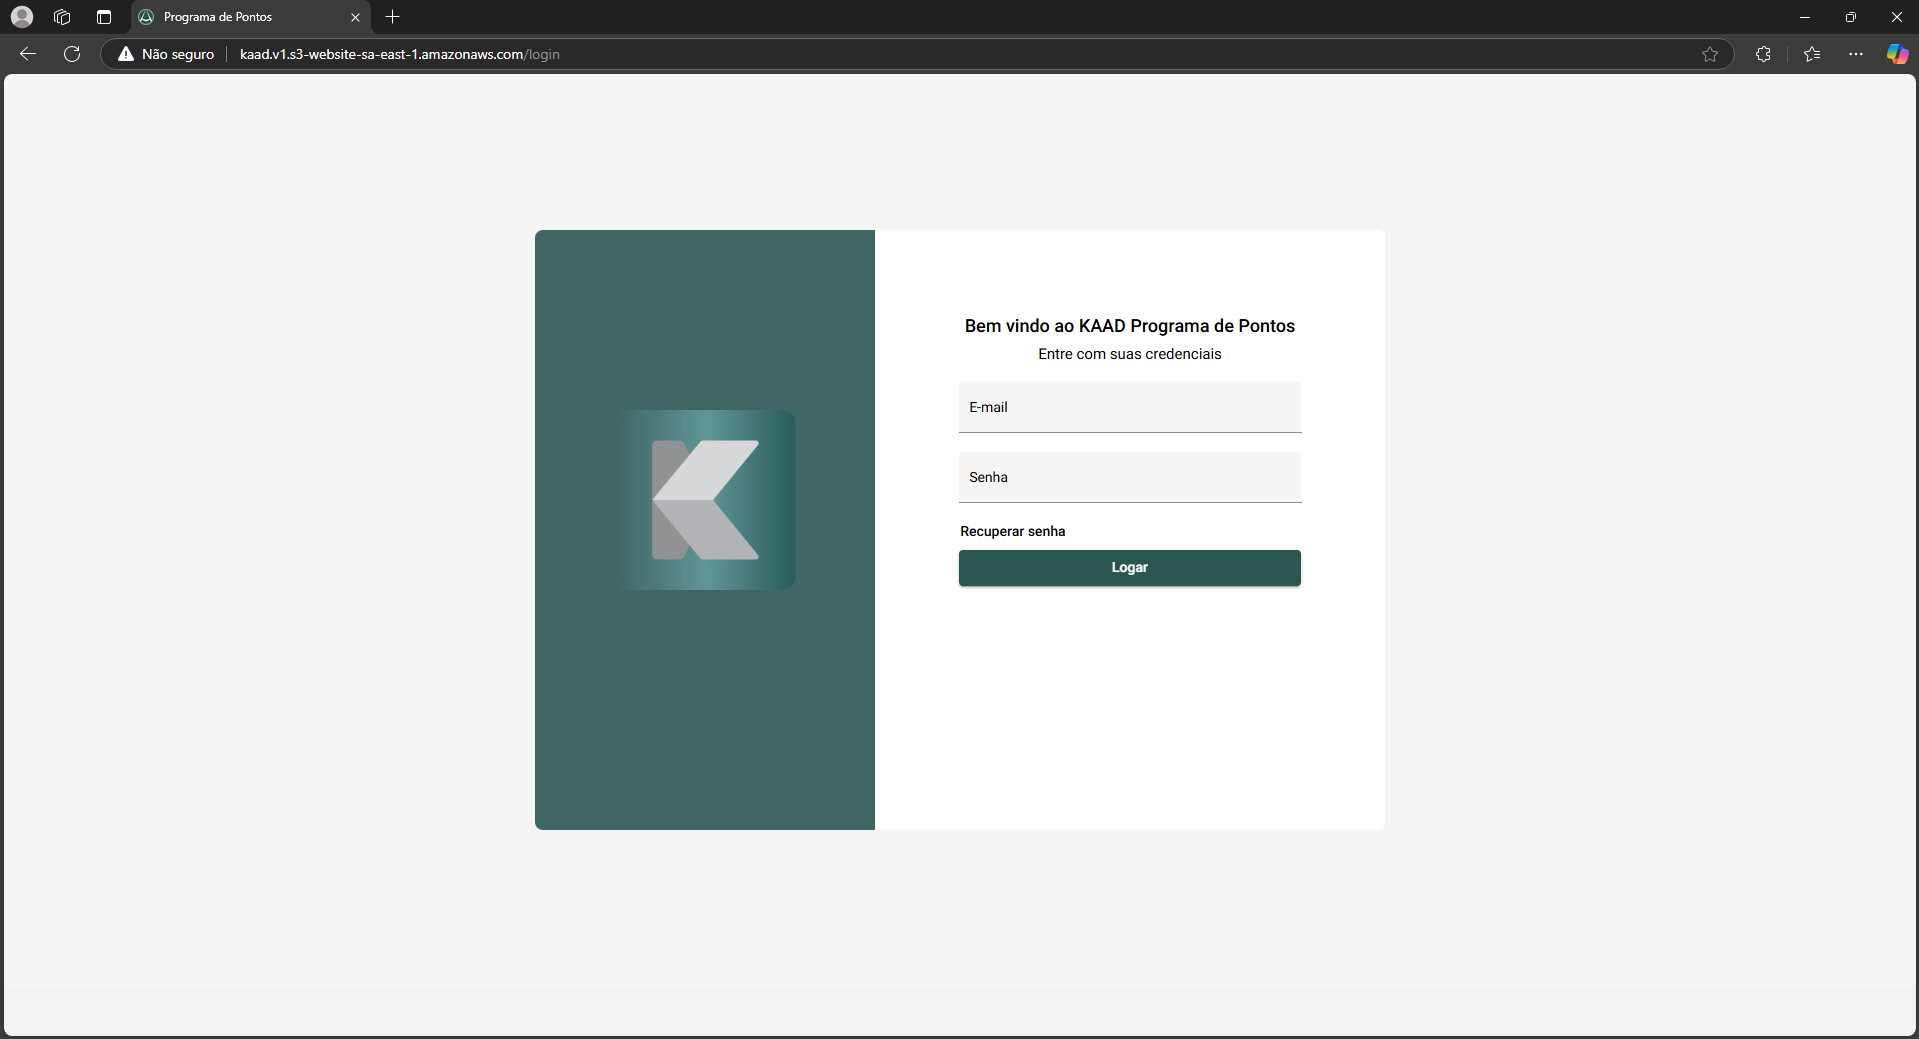 Programa de Pontos
Não seguro
kaad.v1.s3-website-sa-east-1.amazonaws.com/login
Bem vindo ao KAAD Programa de Pontos
Entre com suas credenciais
E-mail
Senha
Recuperar senha
Logar